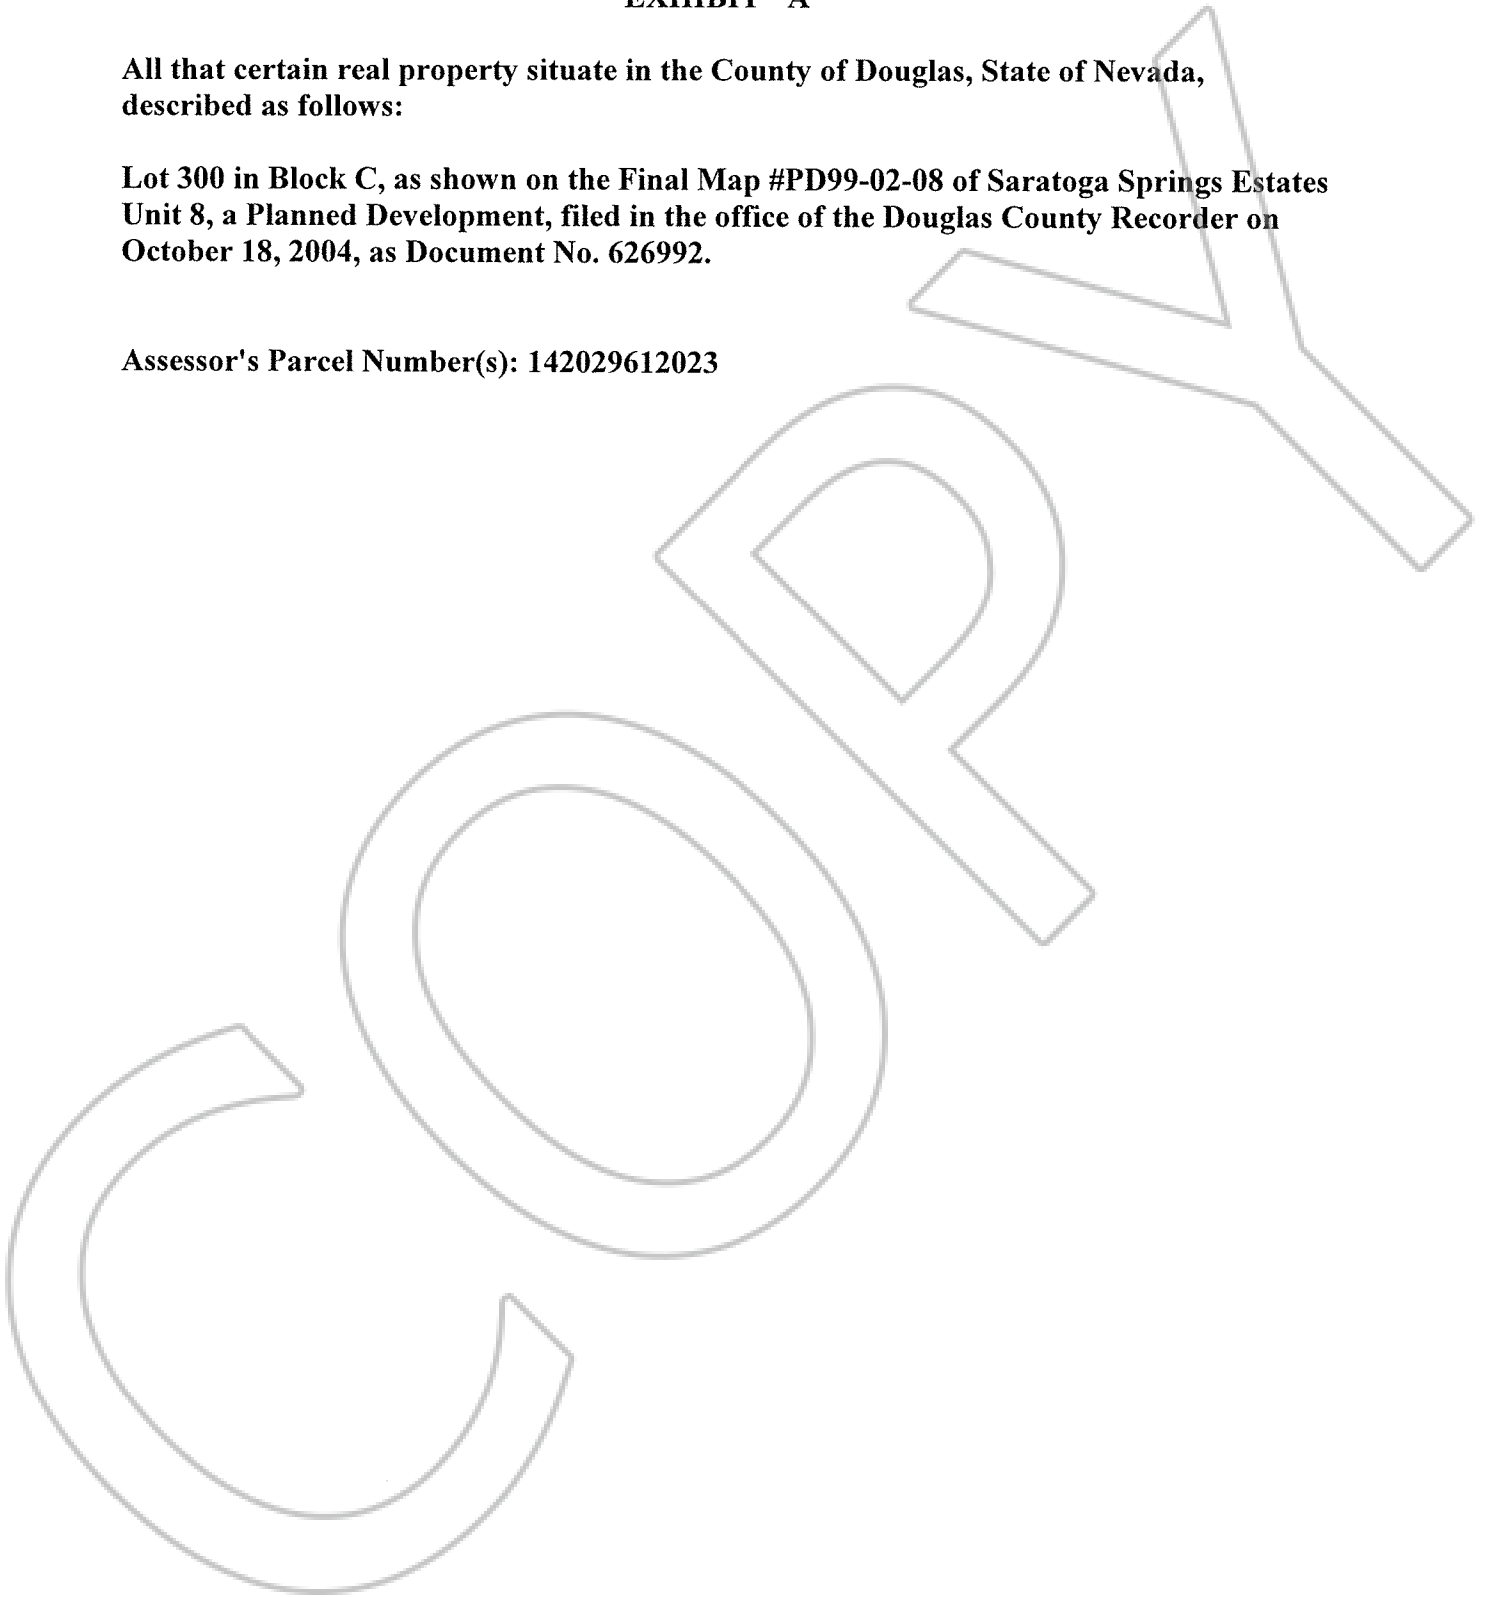 EXHIBIT "A"
All that certain real property situate in the County of Douglas, State of Nevada,
described as follows:
Lot 300 in Block C, as shown on the Final Map #PD99-02-08 of Saratoga Springs Estates
Unit 8, a Planned Development, filed in the office of the Douglas County Recorder on
October 18, 2004, as Document No. 626992.
Assessor's Parcel Number(s): 142029612023
COPY